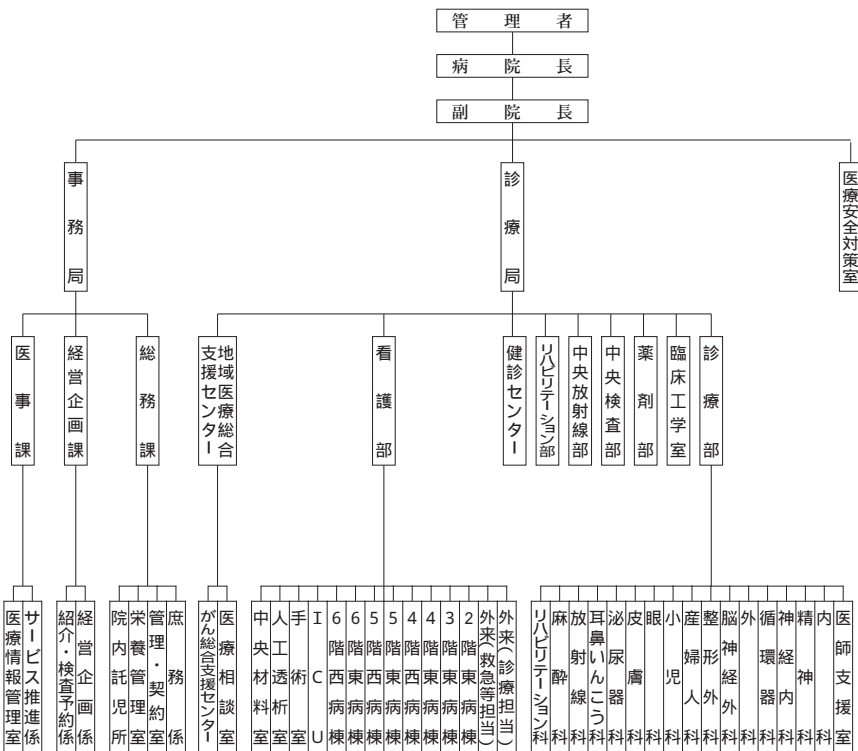 管理者
病院長
副院長
事務局
診療局
医療安全対策室
医事課
経営企画課
総務課
地域医療総合
支援センター
看護部
健診センター
リハビリテーション部
中央放射線部
中央検査部
薬剤部
臨床工学室
診療部
医療情報管理室
サービス推進係
紹介・検査予約係
経営企画係
院内託児所
栄養管理室
管理・契約室
庶務係
がん総合支援センター
医療相談室
中央材料室
人工透析室
手術室
ICU
6階西病棟
6階東病棟
5階西病棟
5階東病棟
4階西病棟
4階東病棟
3階東病棟
2階東病棟
外来(救急等担当)
外来(診療担当)
リハビリテーション科
麻酔科
放射線科
耳鼻いんこう科
泌尿器科
皮膚科
眼科
小児科
産婦人科
整形外科
脳神経外科
外科
循環器科
神経内科
精神科
内科
医師支援室